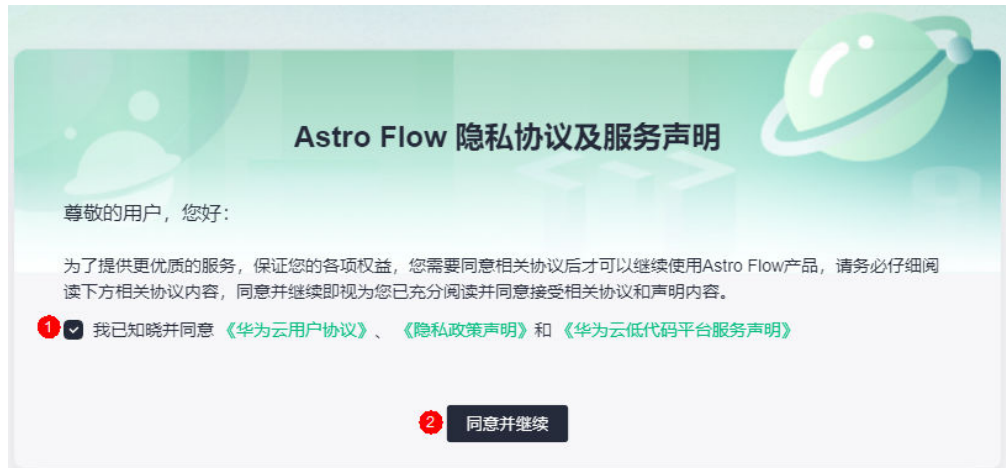 Astro Flow 隐私协议及服务声明
尊敬的用户，您好：
为了提供更优质的服务，保证您的各项权益，您需要同意相关协议后才可以继续使用Astro Flow产品，请务必仔细阅
读下方相关协议内容，同意并继续即视为您已充分阅读并同意接受相关协议和声明内容。
1 我已知晓并同意 《华为云用户协议》、 《隐私政策声明》和 《华为云低代码平台服务声明》
2 同意并继续